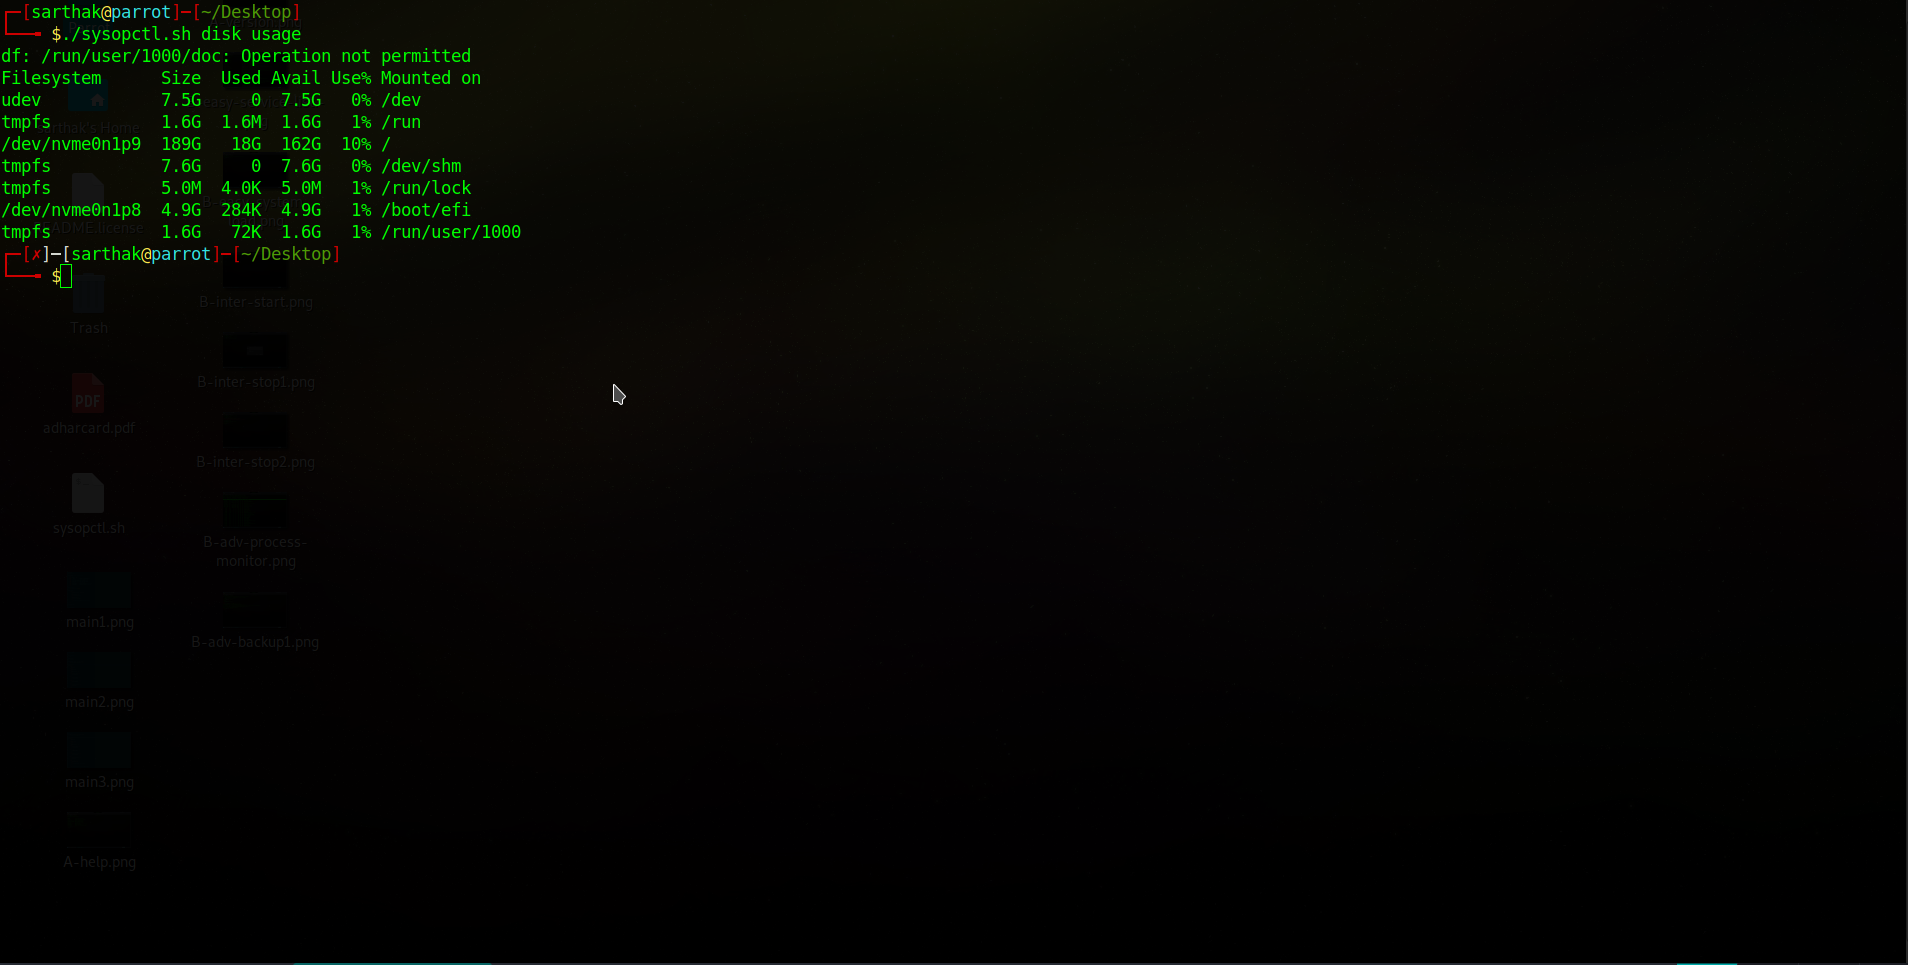 ┌─[sarthak@parrot]─[~/Desktop]
└──╼ $./sysopctl.sh disk usage
df: /run/user/1000/doc: Operation not permitted
Filesystem      Size  Used Avail Use% Mounted on
udev            7.5G     0  7.5G   0% /dev
tmpfs           1.6G  1.6M  1.6G   1% /run
/dev/nvme0n1p9  189G   18G  162G  10% /
tmpfs           7.6G     0  7.6G   0% /dev/shm
tmpfs           5.0M  4.0K  5.0M   1% /run/lock
/dev/nvme0n1p8  4.9G  284K  4.9G   1% /boot/efi
tmpfs           1.6G   72K  1.6G   1% /run/user/1000
┌─[✗]─[sarthak@parrot]─[~/Desktop]
└──╼ $
sarthak's Home
README.license
Trash
PDF
adharcard.pdf
sysopctl.sh
main1.png
main2.png
main3.png
A-help.png
B-inter-start.png
B-inter-stop1.png
B-inter-stop2.png
B-adv-process-
monitor.png
B-adv-backup1.png